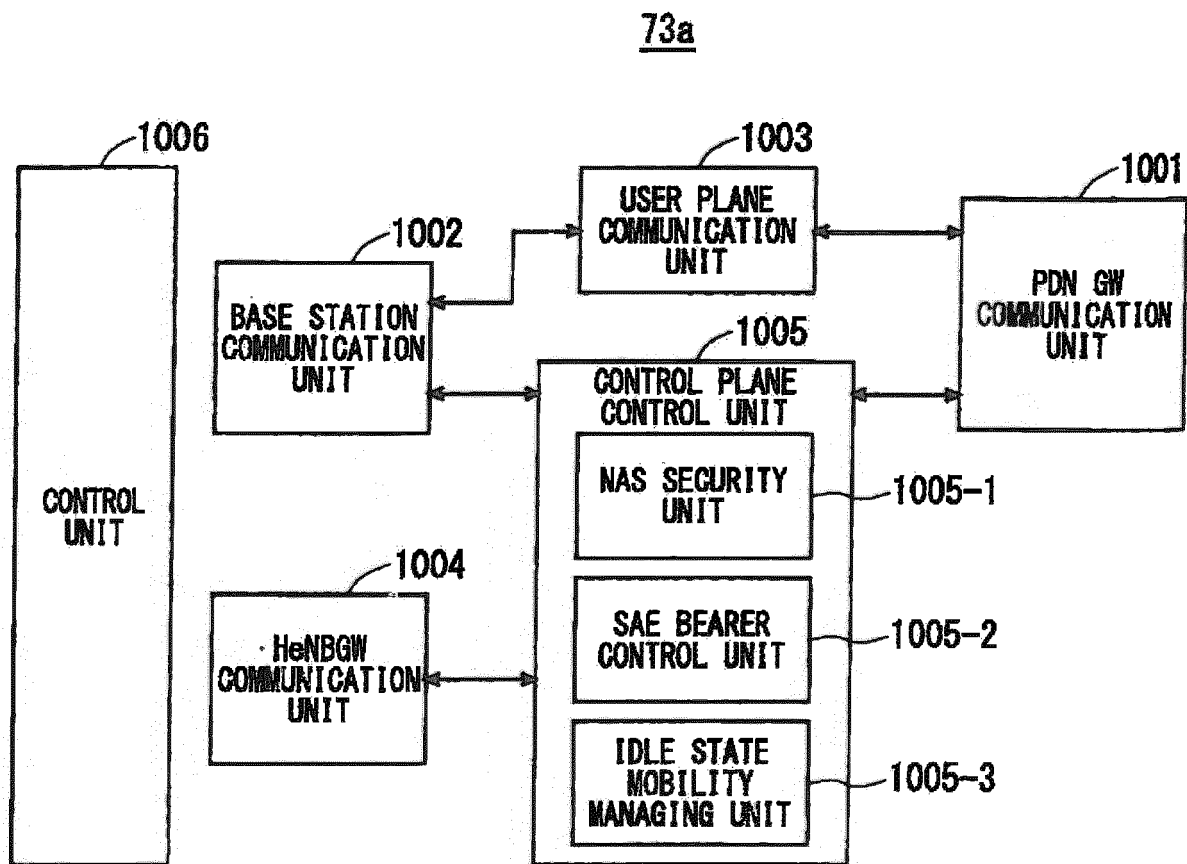 73a
1006
1003
1001
1002
USER PLANE
COMMUNICATION
UNIT
BASE STATION
COMMUNICATION
UNIT
PDN GW
COMMUNICATION
UNIT
1005
CONTROL PLANE
CONTROL UNIT
NAS SECURITY
UNIT
1005-1
CONTROL
UNIT
1004
HeNBGW
COMMUNICATION
UNIT
SAE BEARER
CONTROL UNIT
1005-2
IDLE STATE
MOBILITY
MANAGING UNIT
1005-3